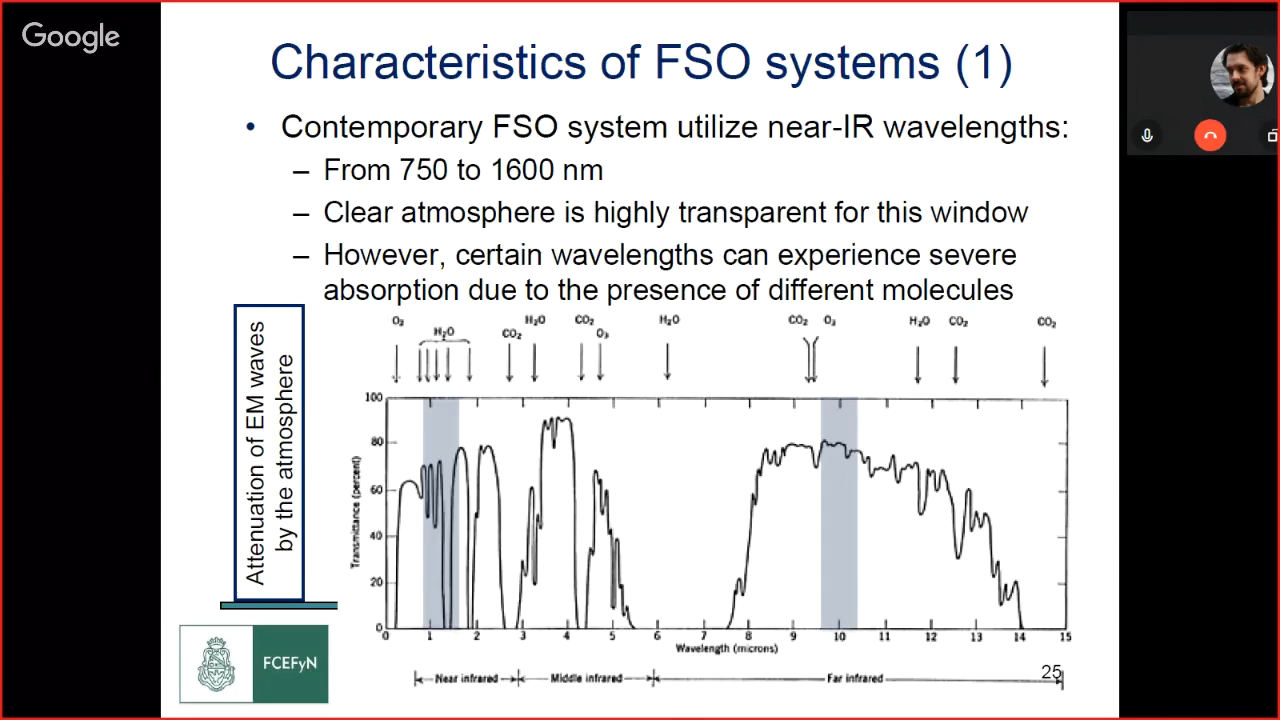 Google
Characteristics of FSO systems (1)
• Contemporary FSO system utilize near-IR wavelengths:
– From 750 to 1600 nm
– Clear atmosphere is highly transparent for this window
– However, certain wavelengths can experience severe
absorption due to the presence of different molecules
Attenuation of EM waves
by the atmosphere
O₂ H₂O CO₂ H₂O CO₂ O₃ H₂O CO₂ O₃ H₂O CO₂ CO₂
Transmittance (percent)
100
80
60
40
20
0
0 1 2 3 4 5 6 7 8 9 10 11 12 13 14 15
Wavelength (microns)
Near infrared Middle infrared Far infrared
25
FCEFyN